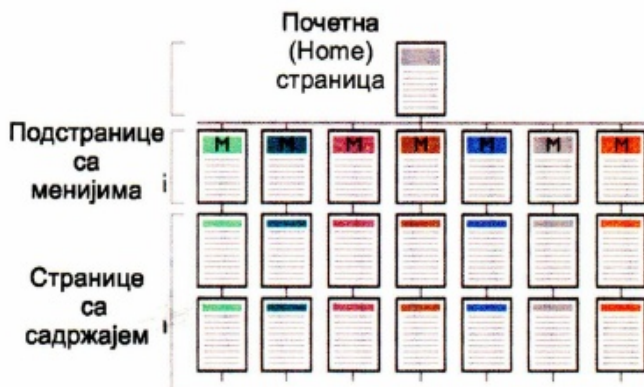 Почетна
(Home)
страница
Подстранице
са
менијима
M M M M M M M
Странице
са
садржајем